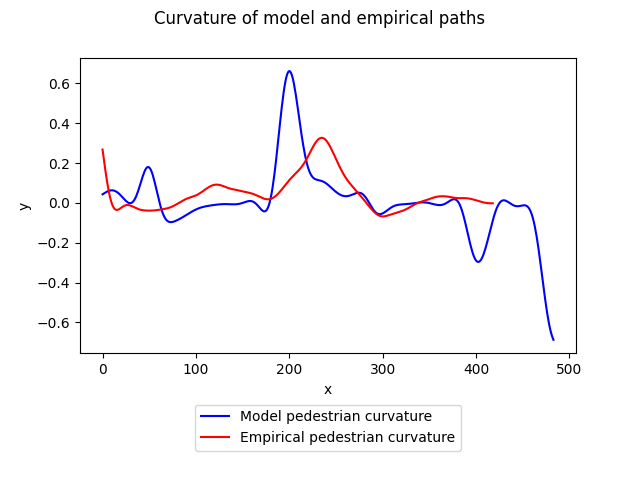 Curvature of model and empirical paths
y
0.6
0.4
0.2
0.0
−0.2
−0.4
−0.6
0 100 200 300 400 500
x
Model pedestrian curvature
Empirical pedestrian curvature